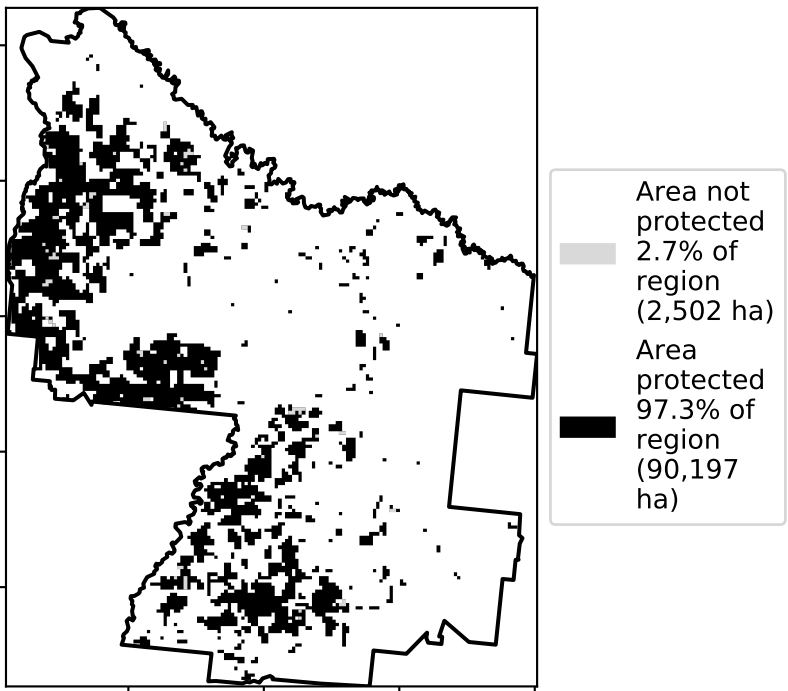 Area not
protected
2.7% of
region
(2,502 ha)
Area
protected
97.3% of
region
(90,197
ha)